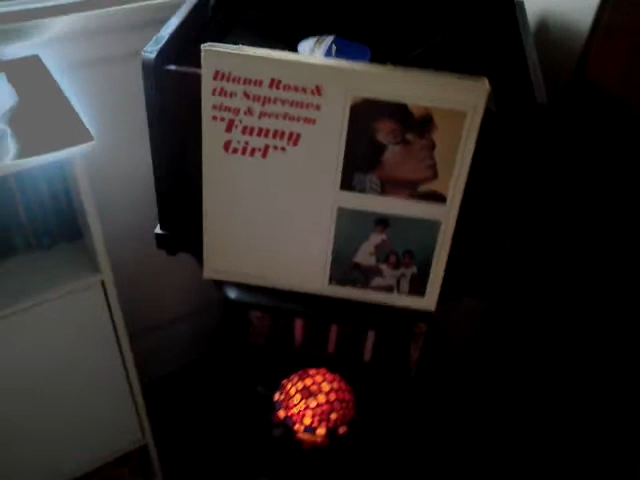 Diana Ross &
the Supremes
sing & perform
"Funny
Girl"